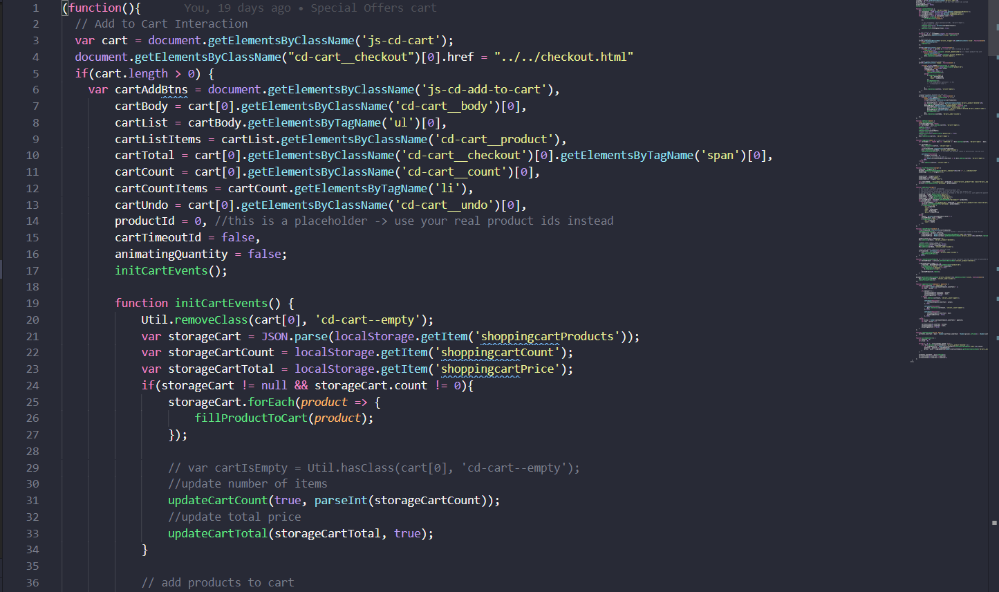 1 (function(){ You, 19 days ago • Special Offers cart
2 // Add to Cart Interaction
3 var cart = document.getElementsByClassName('js-cd-cart');
4 document.getElementsByClassName("cd-cart__checkout")[0].href = "../../checkout.html"
5 if(cart.length > 0) {
6 var cartAddBtns = document.getElementsByClassName('js-cd-add-to-cart'),
7 cartBody = cart[0].getElementsByClassName('cd-cart__body')[0],
8 cartList = cartBody.getElementsByTagName('ul')[0],
9 cartListItems = cartList.getElementsByClassName('cd-cart__product'),
10 cartTotal = cart[0].getElementsByClassName('cd-cart__checkout')[0].getElementsByTagName('span')[0],
11 cartCount = cart[0].getElementsByClassName('cd-cart__count')[0],
12 cartCountItems = cartCount.getElementsByTagName('li'),
13 cartUndo = cart[0].getElementsByClassName('cd-cart__undo')[0],
14 productId = 0, //this is a placeholder -> use your real product ids instead
15 cartTimeoutId = false,
16 animatingQuantity = false;
17 initCartEvents();
18
19 function initCartEvents() {
20 Util.removeClass(cart[0], 'cd-cart--empty');
21 var storageCart = JSON.parse(localStorage.getItem('shoppingcartProducts'));
22 var storageCartCount = localStorage.getItem('shoppingcartCount');
23 var storageCartTotal = localStorage.getItem('shoppingcartPrice');
24 if(storageCart != null && storageCart.count != 0){
25 storageCart.forEach(product => {
26 fillProductToCart(product);
27 });
28
29 // var cartIsEmpty = Util.hasClass(cart[0], 'cd-cart--empty');
30 //update number of items
31 updateCartCount(true, parseInt(storageCartCount));
32 //update total price
33 updateCartTotal(storageCartTotal, true);
34 }
35
36 // add products to cart